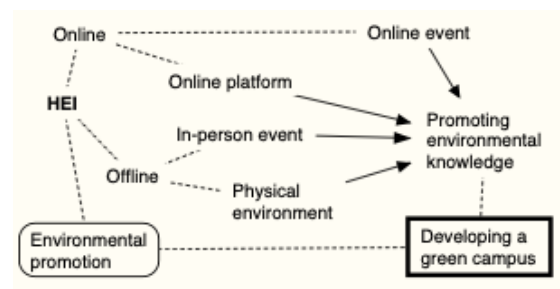 Online
Online event
Online platform
HEI
In-person event
Promoting
environmental
knowledge
Offline
Physical
environment
Environmental
promotion
Developing a
green campus